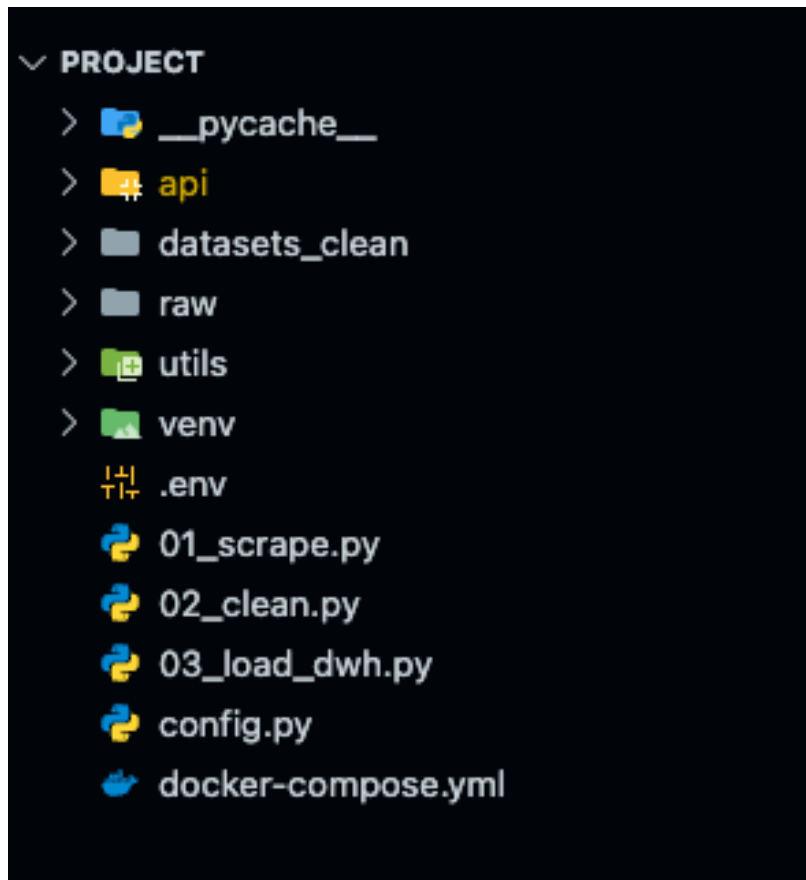 PROJECT
__pycache__
api
datasets_clean
raw
utils
venv
.env
01_scrape.py
02_clean.py
03_load_dwh.py
config.py
docker-compose.yml